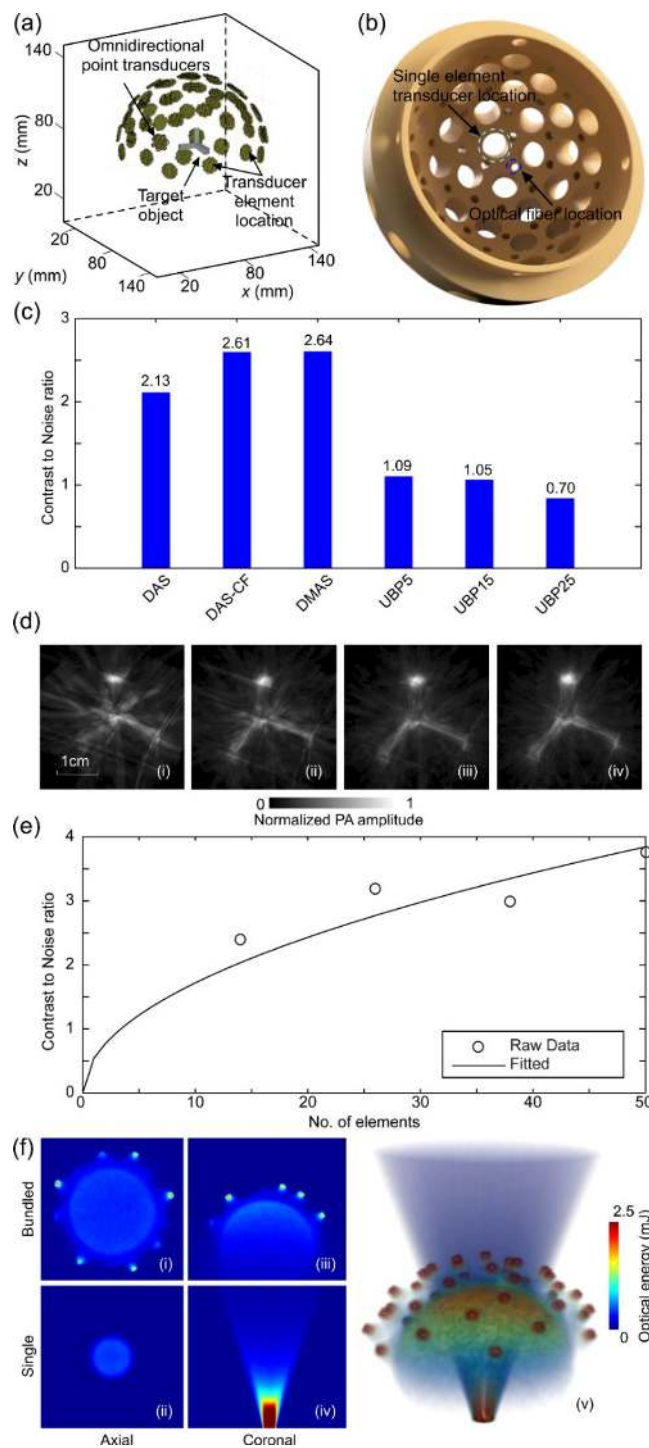 (a)
140
Omnidirectional
point transducers
80
z (mm)
20
Target
object
Transducer
element
location
20
80
140
y (mm)
20
80
140
x (mm)
(b)
Single element
transducer location
Optical fiber location
(c)
3
2
1
0
Contrast to Noise ratio
2.13
2.61
2.64
1.09
1.05
0.70
DAS
DAS-CF
DMAS
UBP5
UBP15
UBP25
(d)
1cm
(i)
(ii)
(iii)
(iv)
0
1
Normalized PA amplitude
(e)
4
3
2
1
0
Contrast to Noise ratio
Raw Data
Fitted
0
10
20
30
40
50
No. of elements
(f)
Bundled
(i)
(iii)
Single
(ii)
(iv)
Axial
Coronal
2.5
0
Optical energy (mJ)
(v)